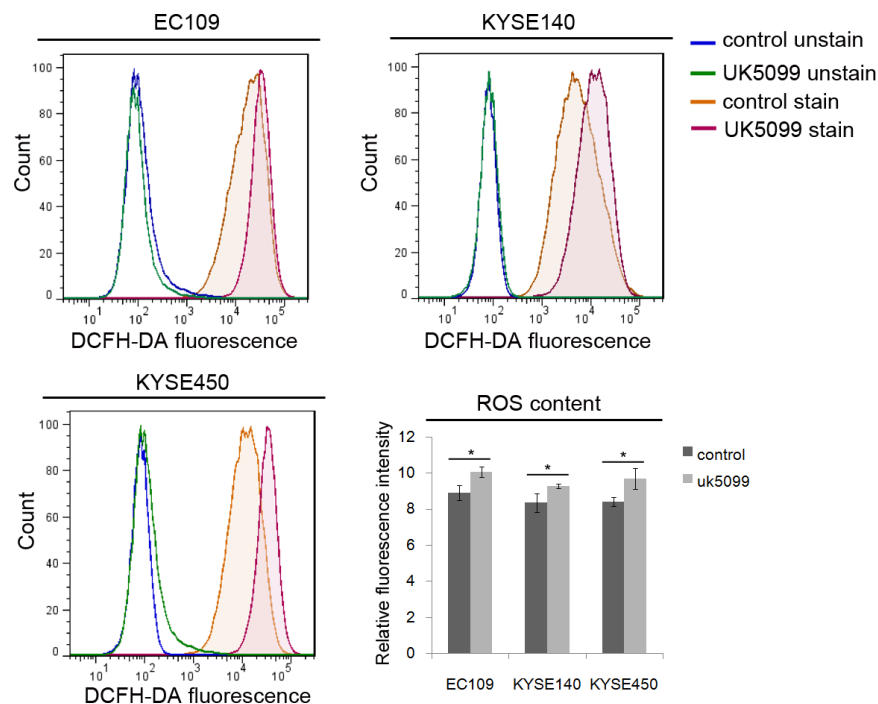 EC109
100
80
60
40
20
0
Count
10^1 10^2 10^3 10^4 10^5
DCFH-DA fluorescence
KYSE140
100
80
60
40
20
0
Count
10^1 10^2 10^3 10^4 10^5
DCFH-DA fluorescence
control unstain
UK5099 unstain
control stain
UK5099 stain
KYSE450
100
80
60
40
20
0
Count
10^1 10^2 10^3 10^4 10^5
DCFH-DA fluorescence
ROS content
12
10
8
6
4
2
0
Relative fluorescence intensity
* * *
EC109 KYSE140 KYSE450
control
uk5099